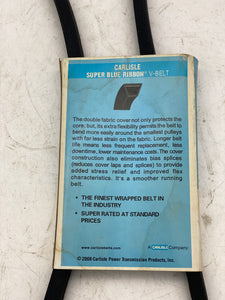 CARLISLE
SUPER BLUE RIBBON® V-BELT
The double fabric cover not only protects the
core; but, its extra flexibility permits the belt to
bend more easily around the smallest pulleys
with far less strain on the fabric. Longer belt
life means less frequent replacement, less
downtime, lower maintenance costs. The cover
construction also eliminates bias splices
(reduces cover laps and splices) to provide
added stress relief and improved flex
characteristics. It's a smoother running
belt.
• THE FINEST WRAPPED BELT IN
THE INDUSTRY
• SUPER RATED AT STANDARD
PRICES
www.carlislebelts.com
A CARLISLE Company
© 2008 Carlisle Power Transmission Products, Inc.